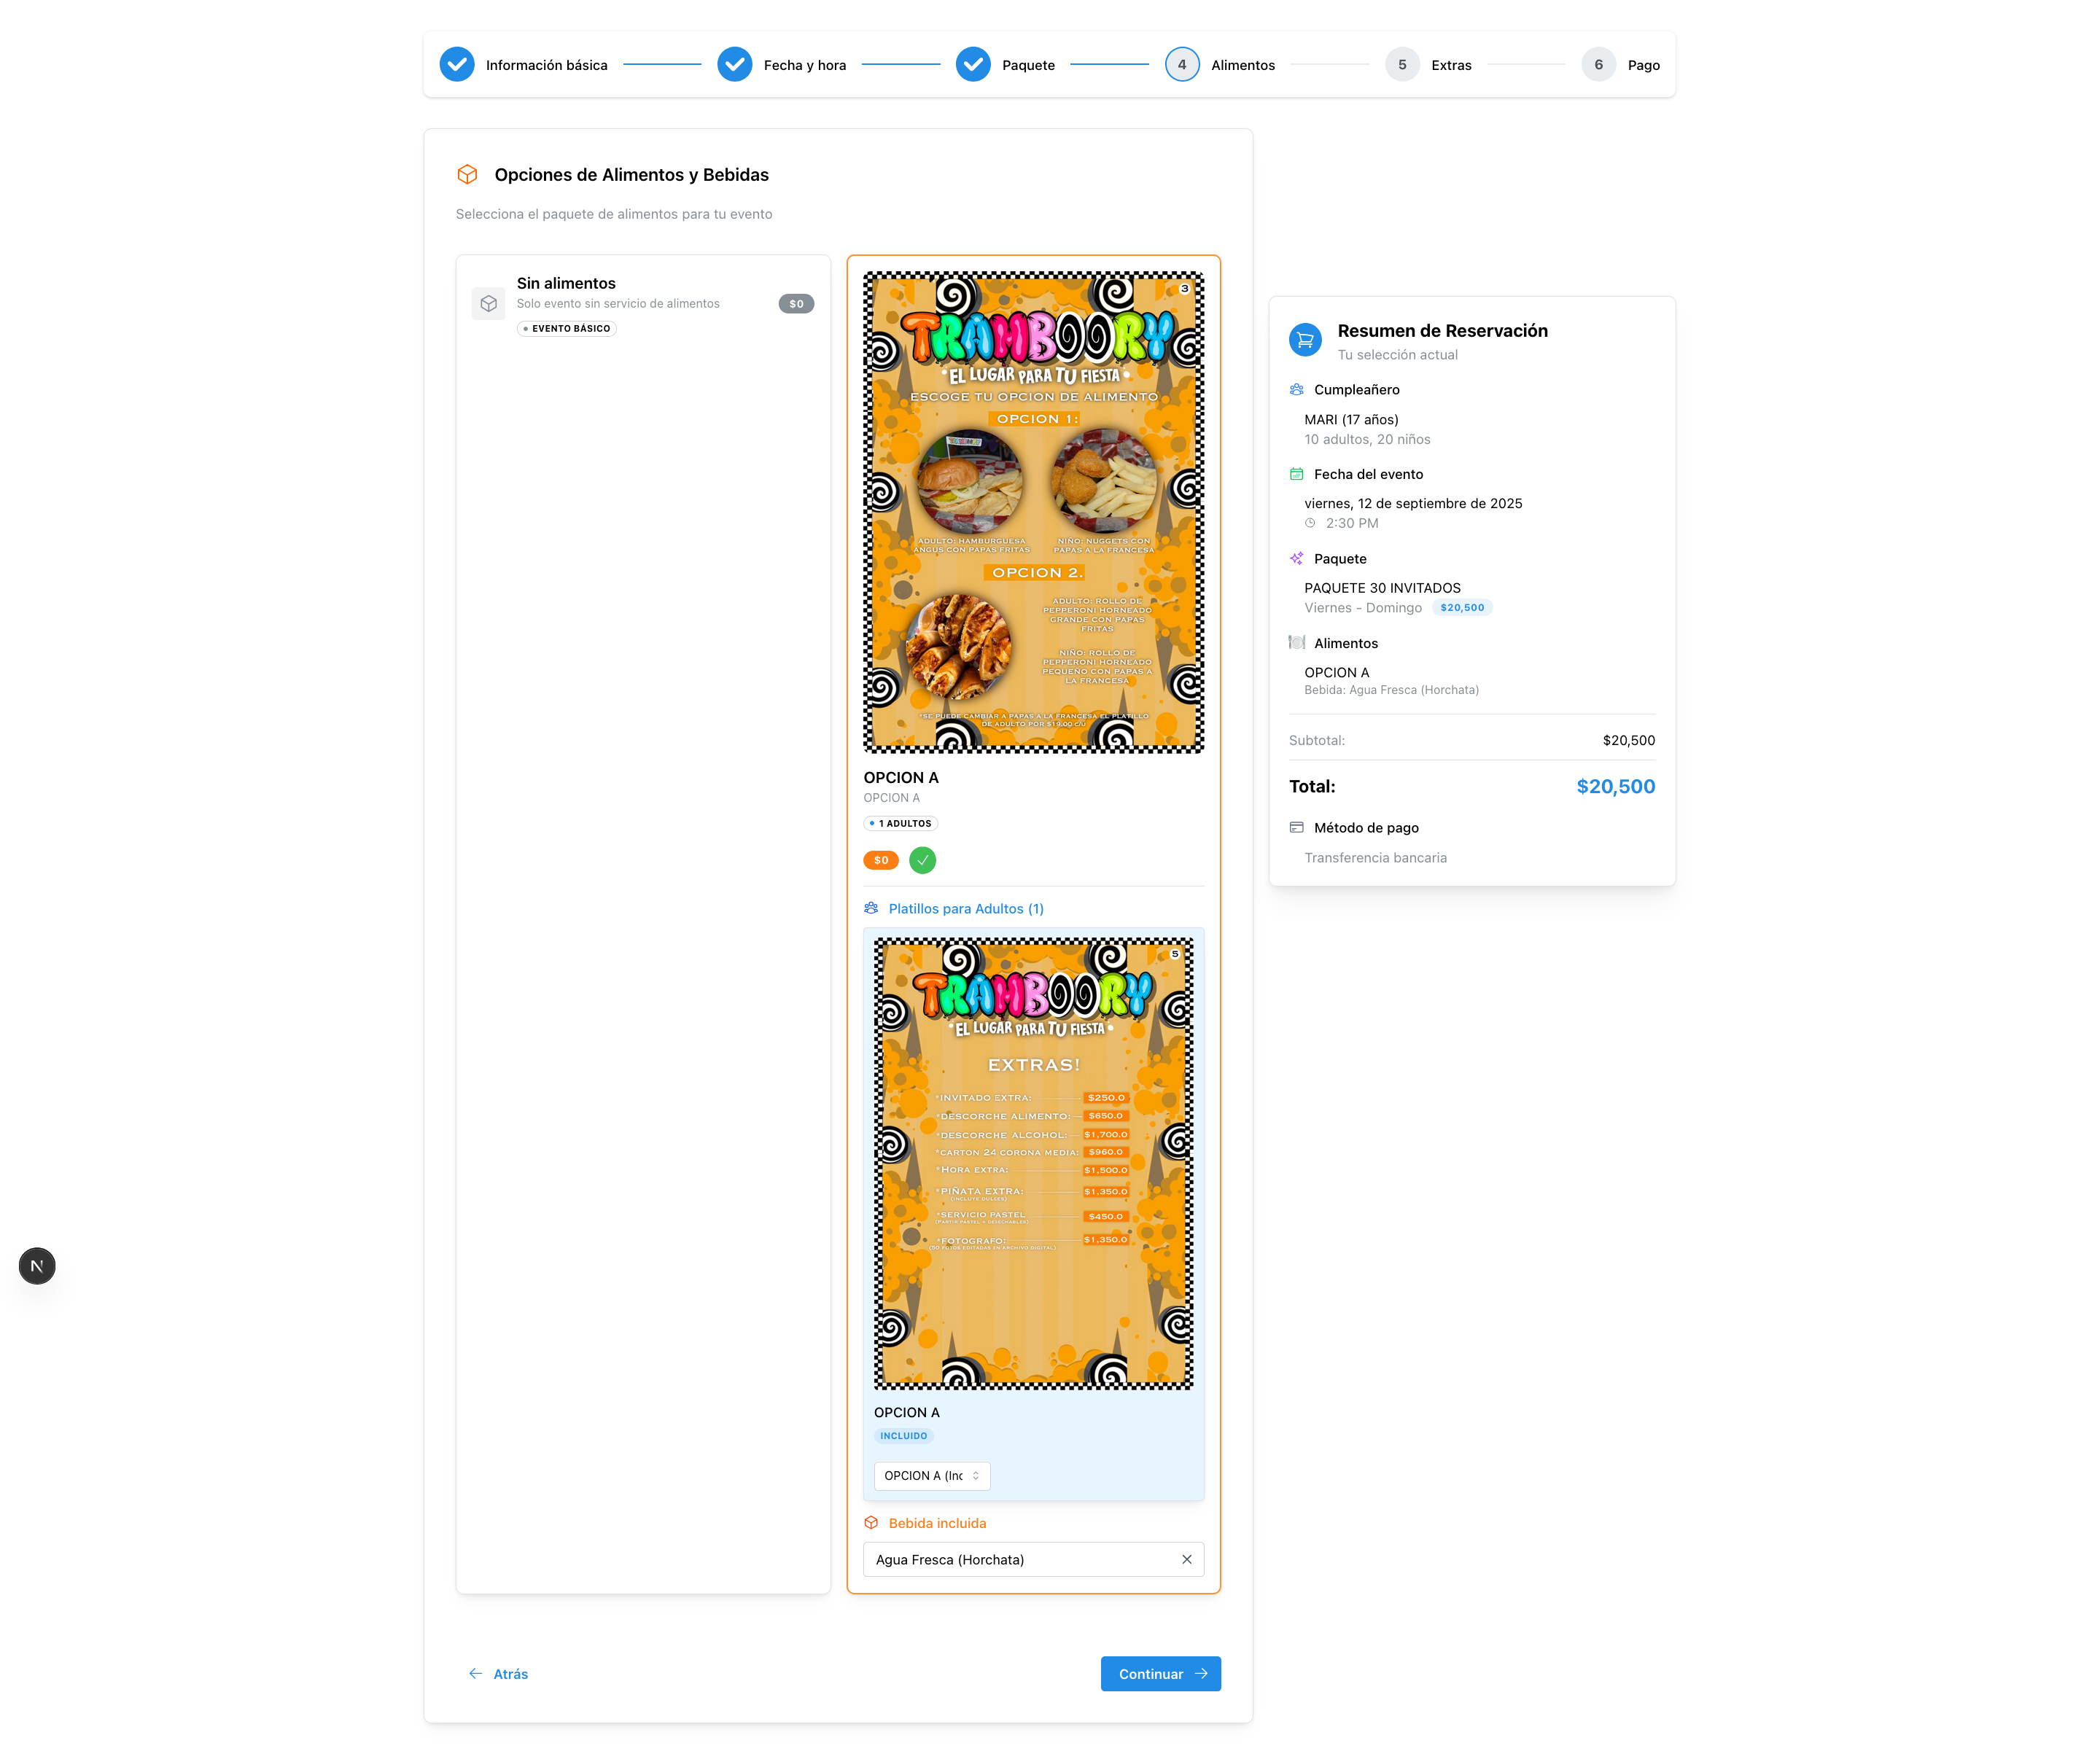 Información básica
Fecha y hora
Paquete
4 Alimentos
5 Extras
6 Pago
Opciones de Alimentos y Bebidas
Selecciona el paquete de alimentos para tu evento
Sin alimentos
Solo evento sin servicio de alimentos
$0
EVENTO BÁSICO
3
TRAMBOORY
*EL LUGAR PARA TU FIESTA*
ESCOGE TU OPCION DE ALIMENTO
OPCION 1:
ADULTO: HAMBURGUESA
ANGUS CON PAPAS FRITAS
NIÑO: NUGGETS CON
PAPAS A LA FRANCESA
OPCION 2.
ADULTO: ROLLO DE
PEPPERONI HORNEADO
GRANDE CON PAPAS
FRITAS
NIÑO: ROLLO DE
PEPPERONI HORNEADO
PEQUEÑO CON PAPAS A
LA FRANCESA
*SE PUEDE CAMBIAR A PAPAS A LA FRANCESA EL PLATILLO
DE ADULTO POR $19.00 C/U
OPCION A
OPCION A
1 ADULTOS
$0
Platillos para Adultos (1)
5
TRAMBOORY
*EL LUGAR PARA TU FIESTA*
EXTRAS!
*INVITADO EXTRA: $250.0
*DESCORCHE ALIMENTO: $650.0
*DESCORCHE ALCOHOL: $1,700.0
*CARTON 24 CORONA MEDIA: $960.0
*HORA EXTRA: $1,500.0
*PIÑATA EXTRA: $1,350.0
(INCLUYE DULCES)
*SERVICIO PASTEL $450.0
(PARTIR PASTEL + DESECHABLES)
*FOTOGRAFO: $1,350.0
(50 FOTOS EDITADAS EN ARCHIVO DIGITAL)
OPCION A
INCLUIDO
OPCION A (Inc
Bebida incluida
Agua Fresca (Horchata)
Atrás
Continuar
Resumen de Reservación
Tu selección actual
Cumpleañero
MARI (17 años)
10 adultos, 20 niños
Fecha del evento
viernes, 12 de septiembre de 2025
2:30 PM
Paquete
PAQUETE 30 INVITADOS
Viernes - Domingo $20,500
Alimentos
OPCION A
Bebida: Agua Fresca (Horchata)
Subtotal: $20,500
Total: $20,500
Método de pago
Transferencia bancaria
N